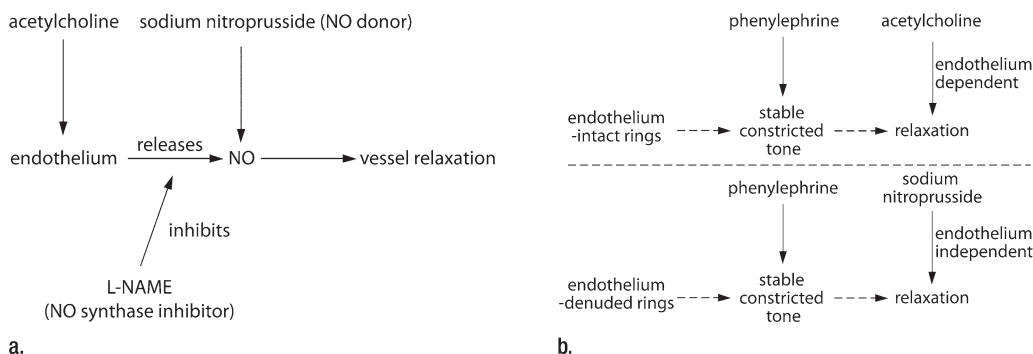 acetylcholine
sodium nitroprusside (NO donor)
endothelium
releases
NO
vessel relaxation
inhibits
L-NAME
(NO synthase inhibitor)
a.
phenylephrine
acetylcholine
endothelium
dependent
endothelium
-intact rings
stable
constricted
tone
relaxation
phenylephrine
sodium
nitroprusside
endothelium
independent
endothelium
-denuded rings
stable
constricted
tone
relaxation
b.